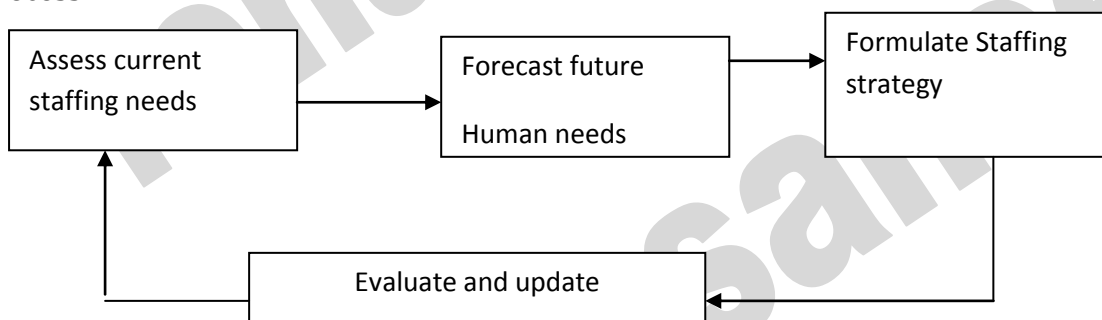 Assess current
staffing needs
Forecast future
Human needs
Formulate Staffing
strategy
Evaluate and update